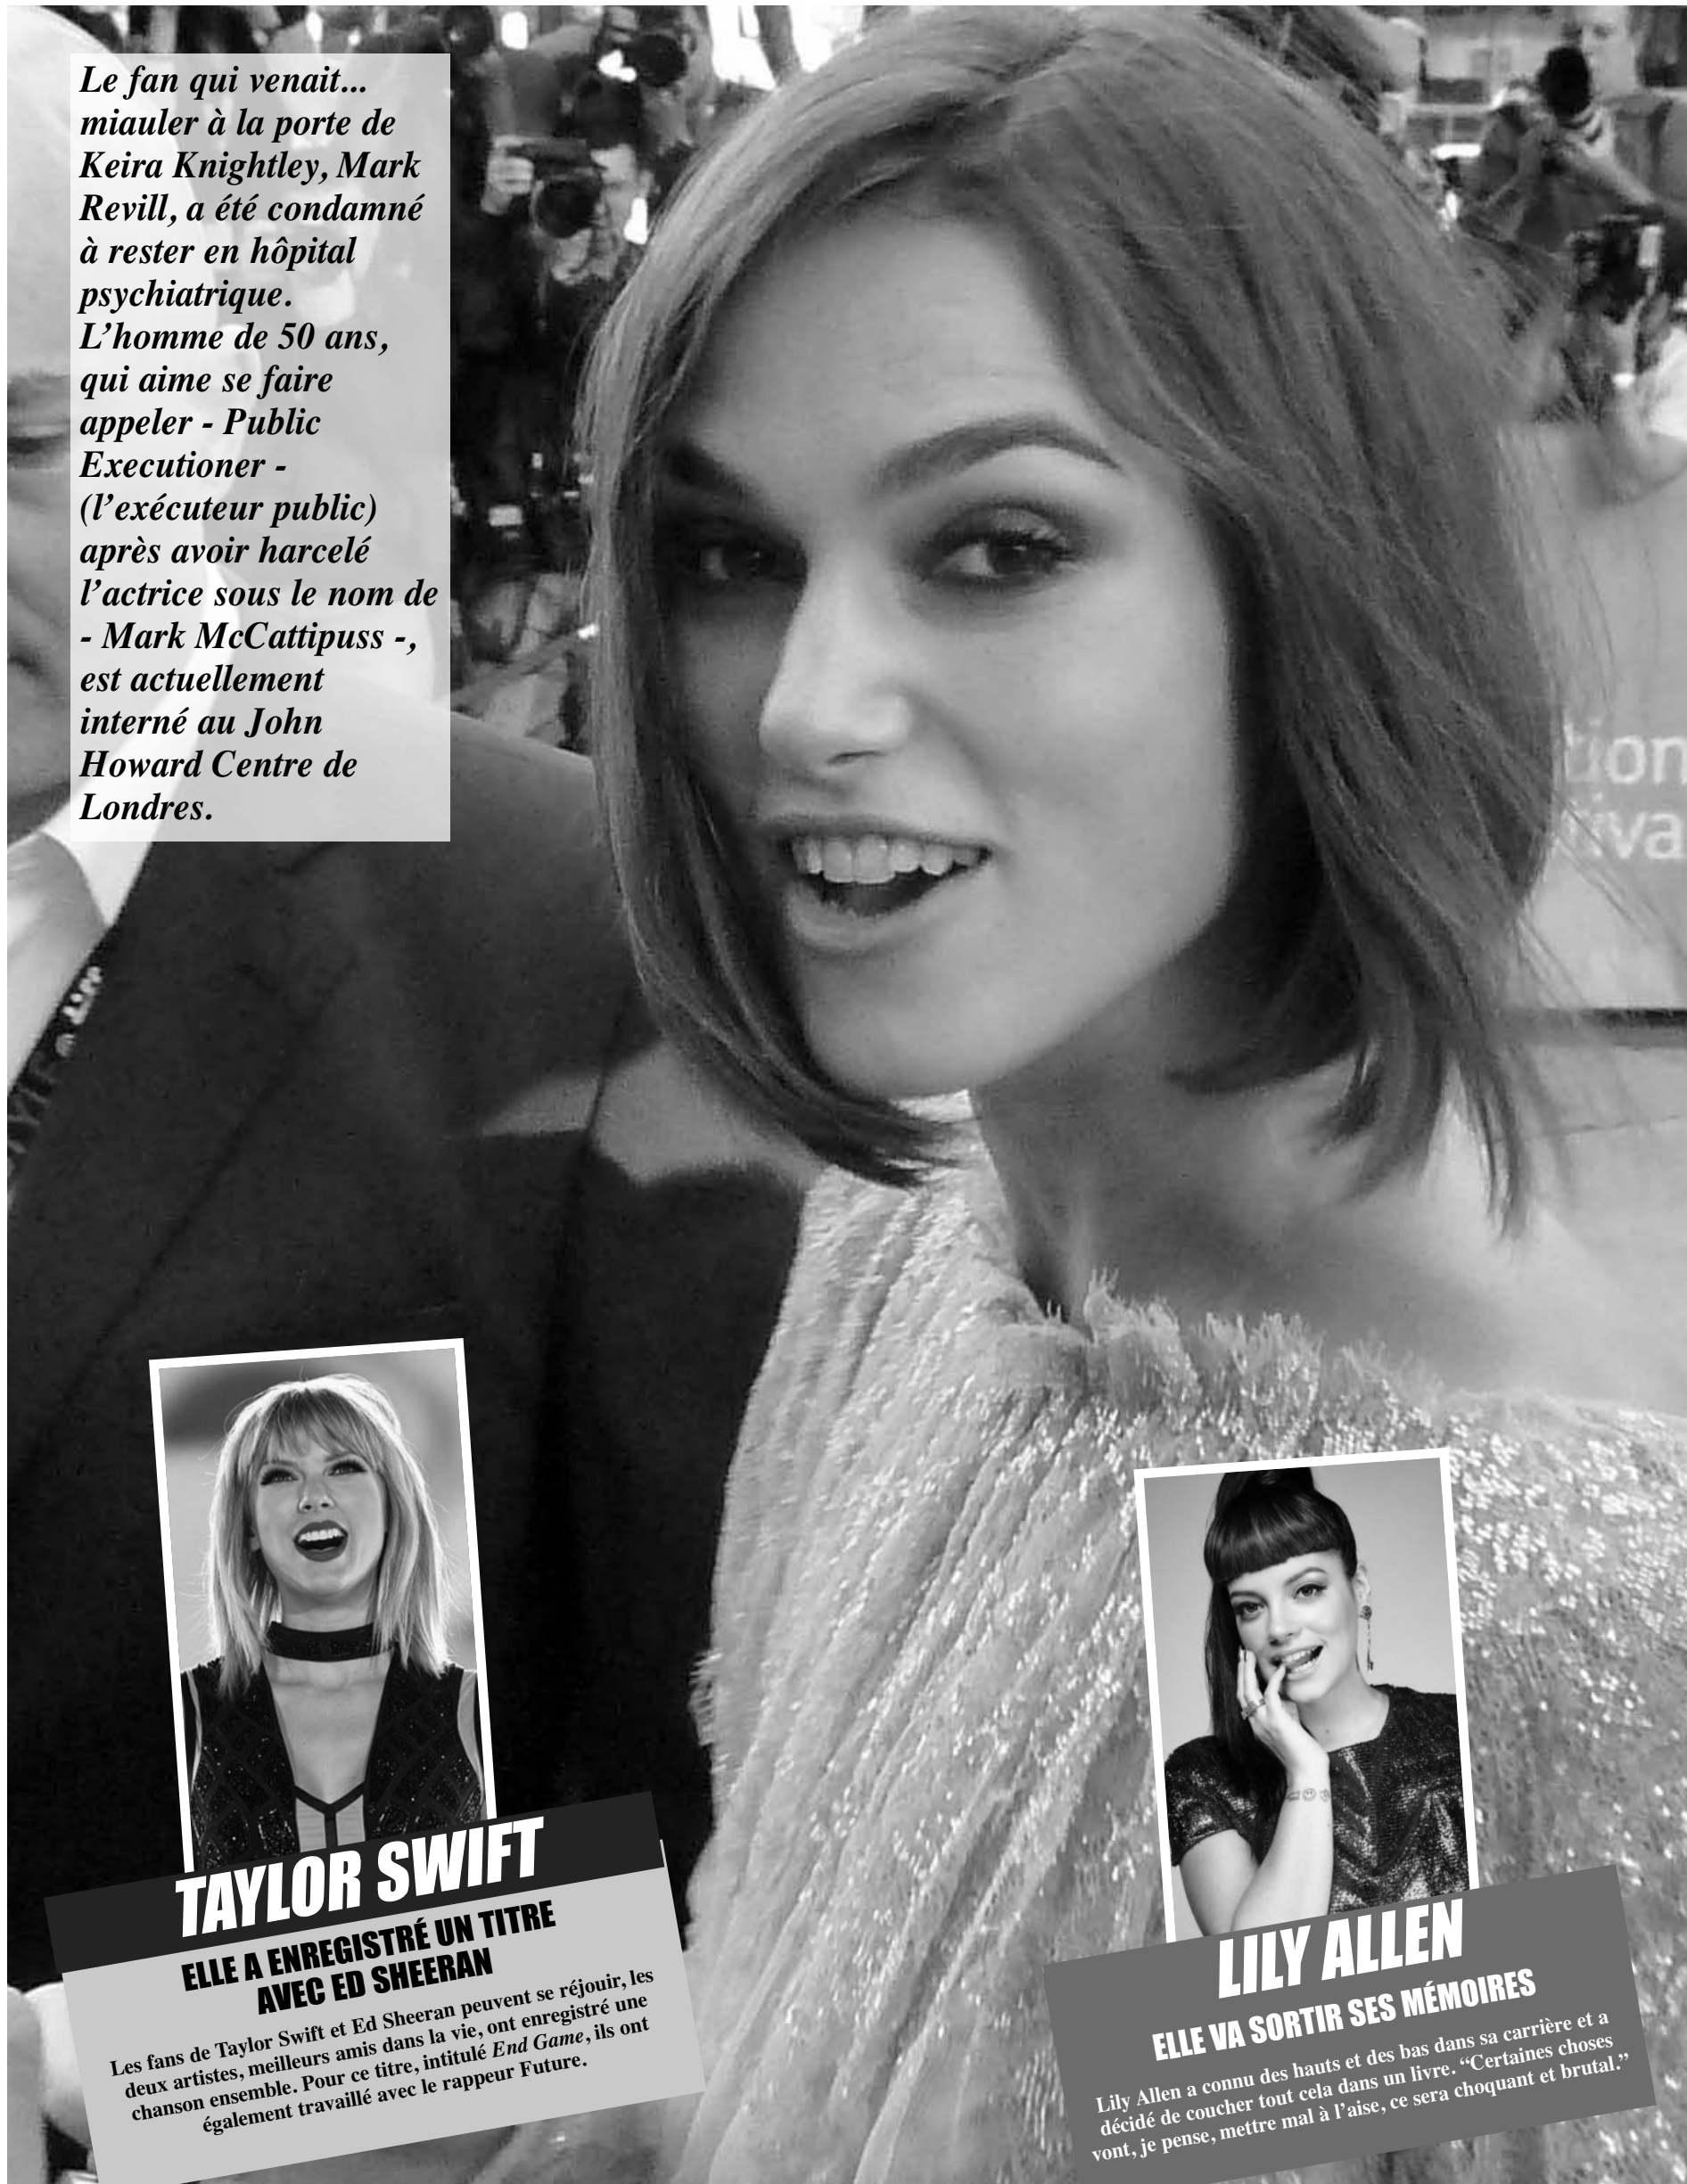 Le fan qui venait...
miauler à la porte de
Keira Knightley, Mark
Revill, a été condamné
à rester en hôpital
psychiatrique.
L’homme de 50 ans,
qui aime se faire
appeler - Public
Executioner -
(l’exécuteur public)
après avoir harcelé
l’actrice sous le nom de
- Mark McCattipuss -,
est actuellement
interné au John
Howard Centre de
Londres.
tion
tiva
TAYLOR SWIFT
ELLE A ENREGISTRÉ UN TITRE
AVEC ED SHEERAN
Les fans de Taylor Swift et Ed Sheeran peuvent se réjouir, les
deux artistes, meilleurs amis dans la vie, ont enregistré une
chanson ensemble. Pour ce titre, intitulé End Game, ils ont
également travaillé avec le rappeur Future.
LILY ALLEN
ELLE VA SORTIR SES MÉMOIRES
Lily Allen a connu des hauts et des bas dans sa carrière et a
décidé de coucher tout cela dans un livre. “Certaines choses
vont, je pense, mettre mal à l’aise, ce sera choquant et brutal.”